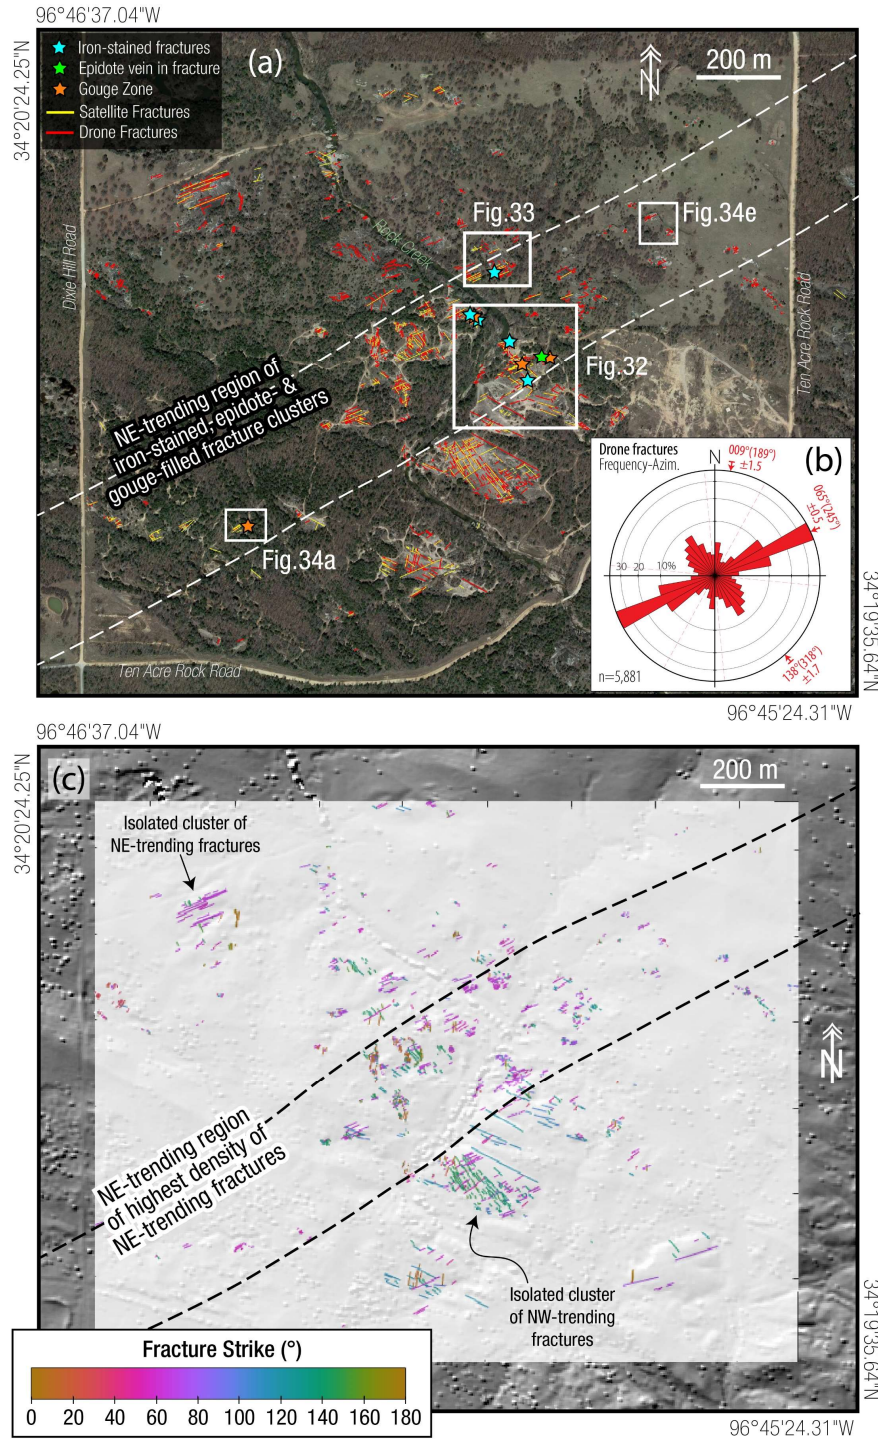 96°46'37.04"W
34°20'24.25"N
(a)
Iron-stained fractures
Epidote vein in fracture
Gouge Zone
Satellite Fractures
Drone Fractures
N
200 m
Dixie Hill Road
Rock Creek
Fig.33
Fig.34e
Ten Acre Rock Road
Fig.32
NE-trending region of
iron-stained, epidote- &
gouge-filled fracture clusters
Fig.34a
Ten Acre Rock Road
Drone fractures
Frequency-Azim.
N
(b)
009°(189°)
±1.5
065°(245°)
±0.5
30 20 10%
138°(318°)
±1.7
n=5,881
34°19'35.64"N
96°45'24.31"W
96°46'37.04"W
34°20'24.25"N
(c)
200 m
Isolated cluster of
NE-trending fractures
N
NE-trending region
of highest density of
NE-trending fractures
Isolated cluster
of NW-trending
fractures
34°19'35.64"N
Fracture Strike (°)
0 20 40 60 80 100 120 140 160 180
96°45'24.31"W